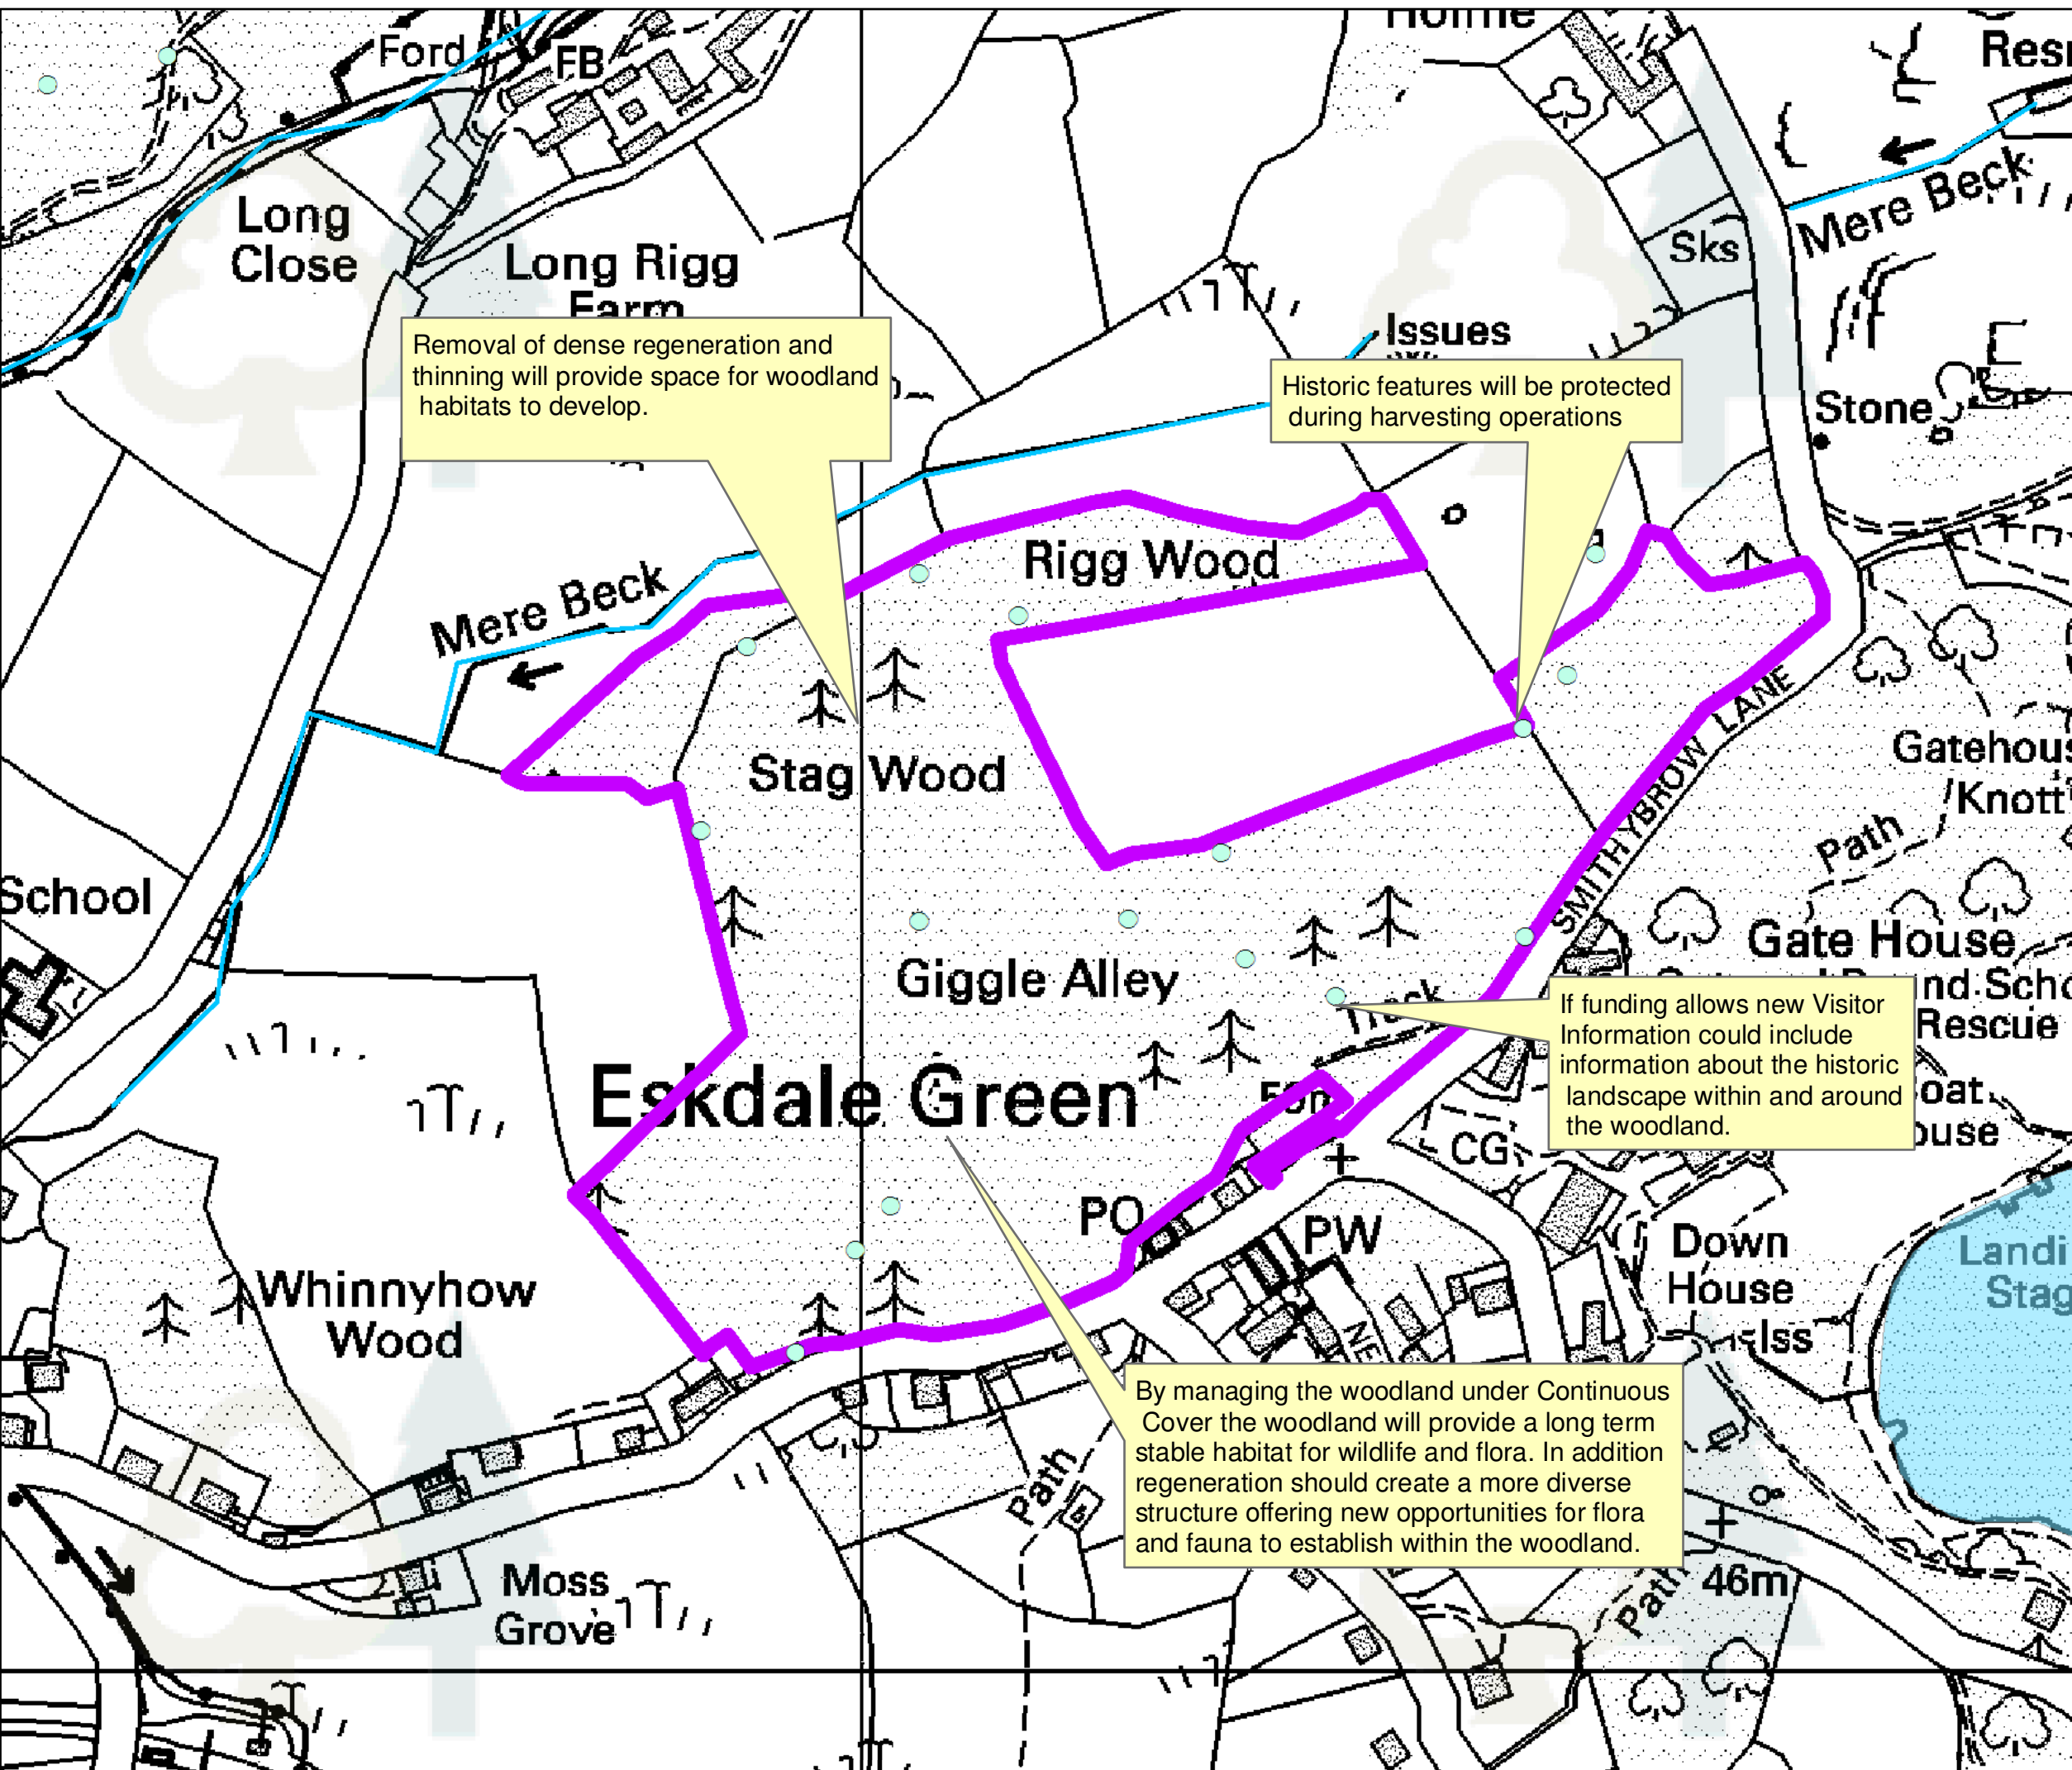 Holme
Ford
FB
Long
Close
Long Rigg
Farm
Sks
Mere Beck
Issues
Stone
Removal of dense regeneration and
thinning will provide space for woodland
habitats to develop.
Historic features will be protected
during harvesting operations
Rigg Wood
Mere Beck
Stag Wood
SMITHYBROW LANE
Knott
Path
School
Gate House
Giggle Alley
Track
Rescue
If funding allows new Visitor
Information could include
information about the historic
landscape within and around
the woodland.
Eskdale Green
CG
PO
PW
Down
House
Iss
Whinnyhow
Wood
By managing the woodland under Continuous
Cover the woodland will provide a long term
stable habitat for wildlife and flora. In addition
regeneration should create a more diverse
structure offering new opportunities for flora
and fauna to establish within the woodland.
Path
Moss
Grove
Path
46m